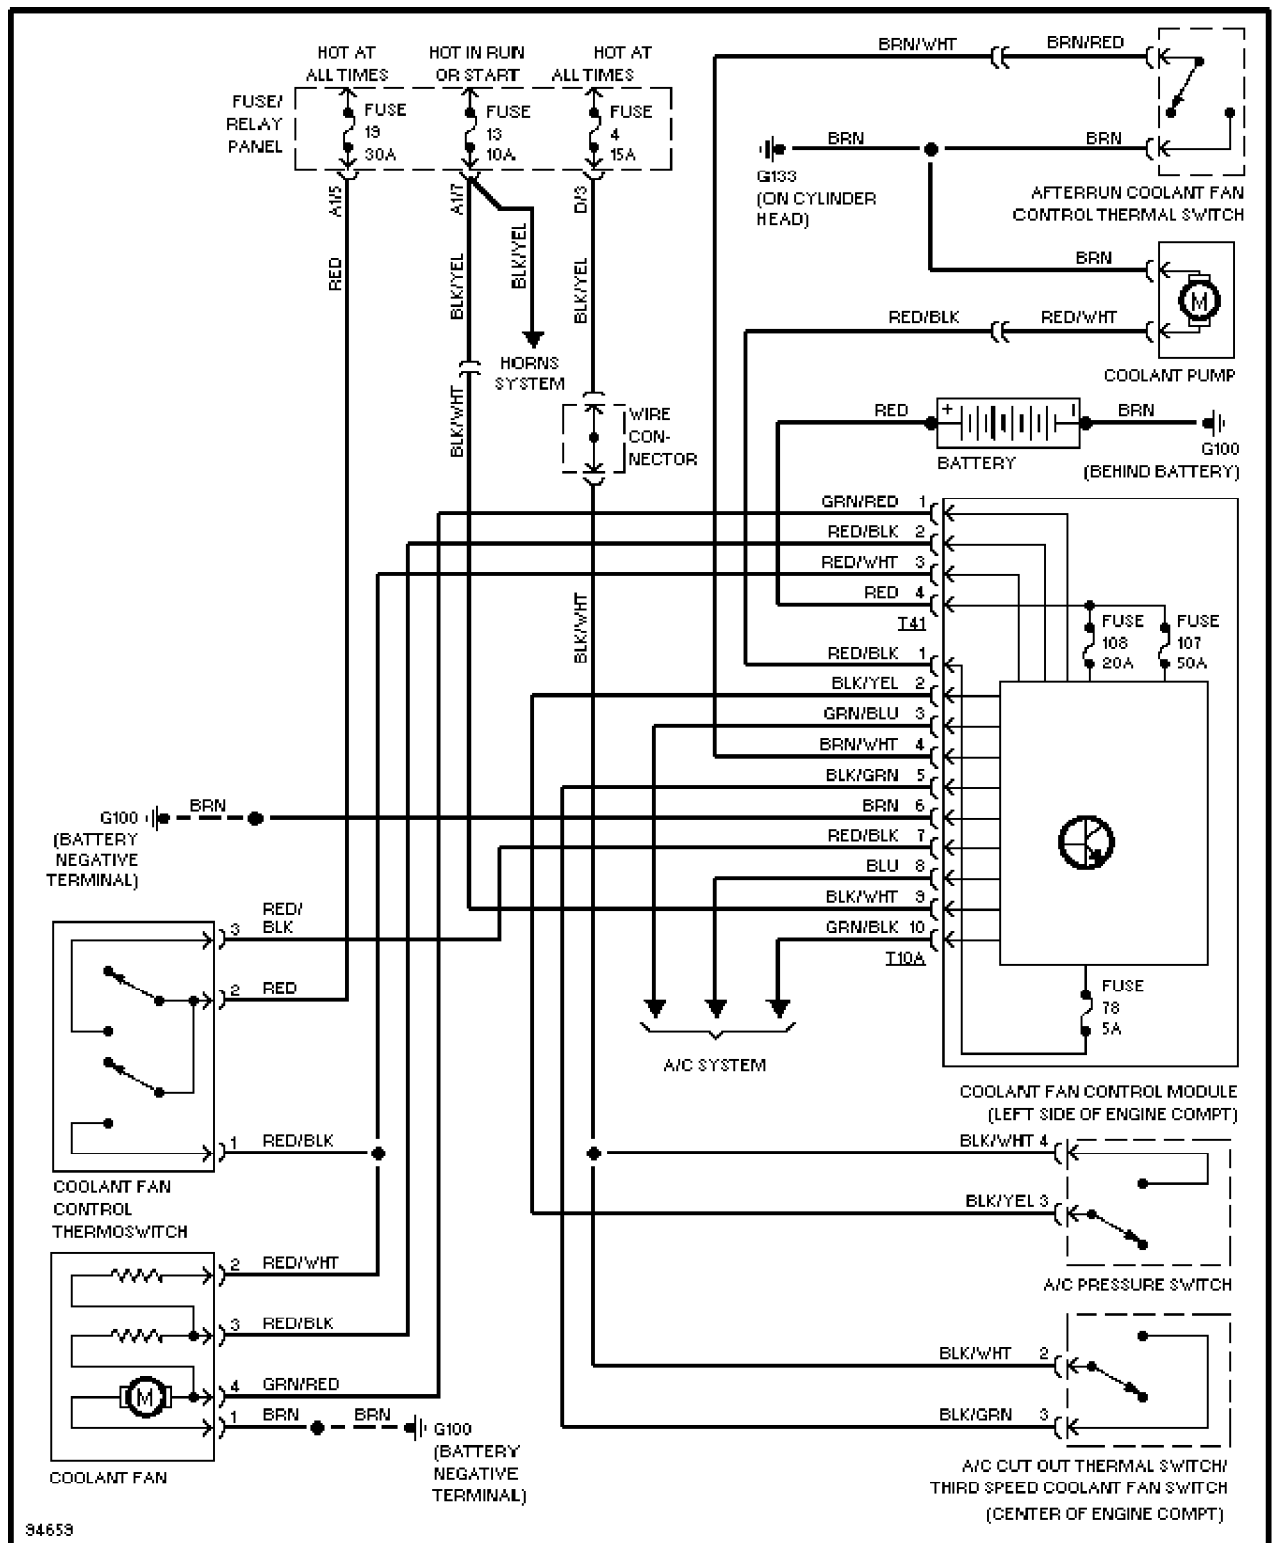 HOT AT
ALL TIMES
HOT IN RUN
OR START
HOT AT
ALL TIMES
FUSE/
RELAY
PANEL
FUSE
19
30A
FUSE
13
10A
FUSE
4
15A
A1/5
A1/7
D/3
RED
BLK/YEL
BLK/YEL
BLK/YEL
HORNS
SYSTEM
BLK/WHT
WIRE
CON-
NECTOR
BLK/WHT
BRN/WHT
BRN/RED
BRN
BRN
G133
(ON CYLINDER
HEAD)
AFTERRUN COOLANT FAN
CONTROL THERMAL SWITCH
BRN
RED/BLK
RED/WHT
M
COOLANT PUMP
RED
+
BRN
BATTERY
G100
(BEHIND BATTERY)
GRN/RED 1
RED/BLK 2
RED/WHT 3
RED 4
T41
FUSE
108
20A
FUSE
107
50A
RED/BLK 1
BLK/YEL 2
GRN/BLU 3
BRN/WHT 4
BLK/GRN 5
BRN 6
RED/BLK 7
BLU 8
BLK/WHT 9
GRN/BLK 10
T10A
FUSE
78
5A
A/C SYSTEM
COOLANT FAN CONTROL MODULE
(LEFT SIDE OF ENGINE COMPT)
G100
BRN
(BATTERY
NEGATIVE
TERMINAL)
3 RED/
BLK
2 RED
1 RED/BLK
COOLANT FAN
CONTROL
THERMOSWITCH
2 RED/WHT
3 RED/BLK
M
4 GRN/RED
1 BRN
BRN
G100
(BATTERY
NEGATIVE
TERMINAL)
COOLANT FAN
BLK/WHT 4
BLK/YEL 3
A/C PRESSURE SWITCH
BLK/WHT 2
BLK/GRN 3
A/C CUT OUT THERMAL SWITCH/
THIRD SPEED COOLANT FAN SWITCH
(CENTER OF ENGINE COMPT)
94659